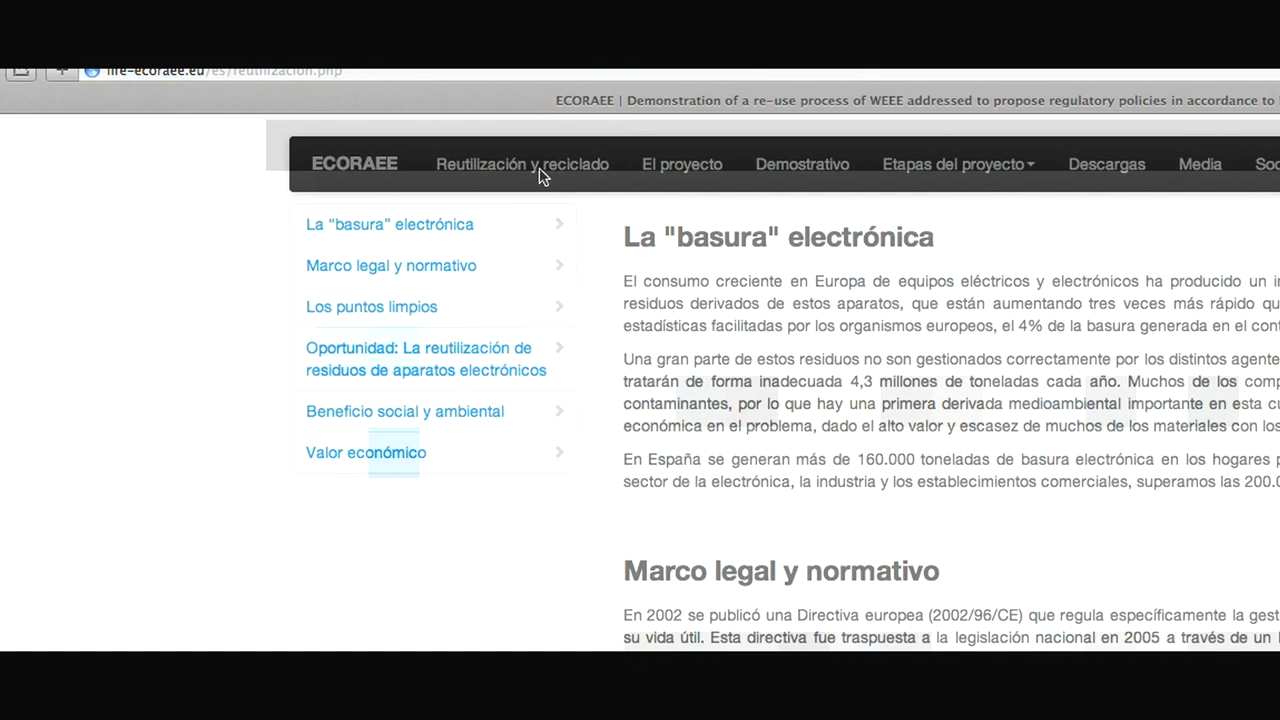 life-ecoraee.eu/es/reutilizacion.php
ECORAEE | Demonstration of a re-use process of WEEE addressed to propose regulatory policies in accordance to
ECORAEE Reutilización y reciclado El proyecto Demostrativo Etapas del proyecto Descargas Media Soc
La “basura” electrónica
Marco legal y normativo
Los puntos limpios
Oportunidad: La reutilización de
residuos de aparatos electrónicos
Beneficio social y ambiental
Valor económico
La "basura" electrónica
El consumo creciente en Europa de equipos eléctricos y electrónicos ha producido un
residuos derivados de estos aparatos, que están aumentando tres veces más rápido
estadísticas facilitadas por los organismos europeos, el 4% de la basura generada en el
Una gran parte de estos residuos no son gestionados correctamente por los distintos
tratarán de forma inadecuada 4,3 millones de toneladas cada año. Muchos de los
contaminantes, por lo que hay una primera derivada medioambiental importante en esta
económica en el problema, dado el alto valor y escasez de muchos de los materiales con
En España se generan más de 160.000 toneladas de basura electrónica en los hogares
sector de la electrónica, la industria y los establecimientos comerciales, superamos las
Marco legal y normativo
En 2002 se publicó una Directiva europea (2002/96/CE) que regula específicamente la
su vida útil. Esta directiva fue traspuesta a la legislación nacional en 2005 a través de un